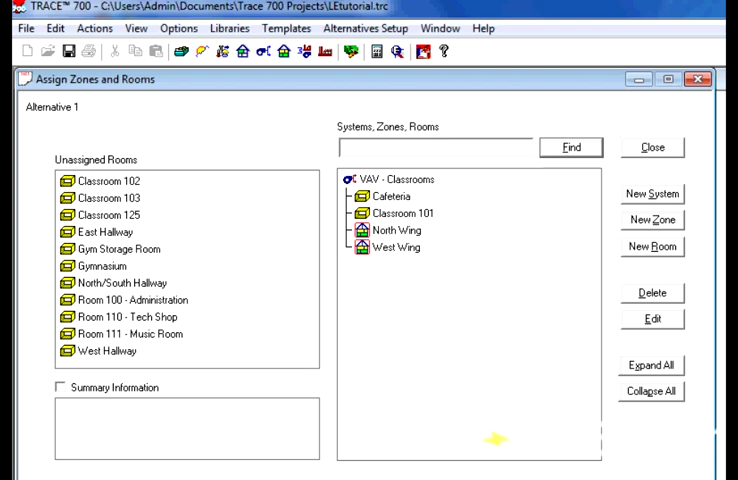 TRACE™ 700 - C:\Users\Admin\Documents\Trace 700 Projects\LEtutorial.trc
File Edit Actions View Options Libraries Templates Alternatives Setup Window Help
Assign Zones and Rooms
Alternative 1
Systems, Zones, Rooms
Find
Close
Unassigned Rooms
Classroom 102
Classroom 103
Classroom 125
East Hallway
Gym Storage Room
Gymnasium
North/South Hallway
Room 100 - Administration
Room 110 - Tech Shop
Room 111 - Music Room
West Hallway
VAV - Classrooms
Cafeteria
Classroom 101
North Wing
West Wing
New System
New Zone
New Room
Delete
Edit
Expand All
Collapse All
Summary Information